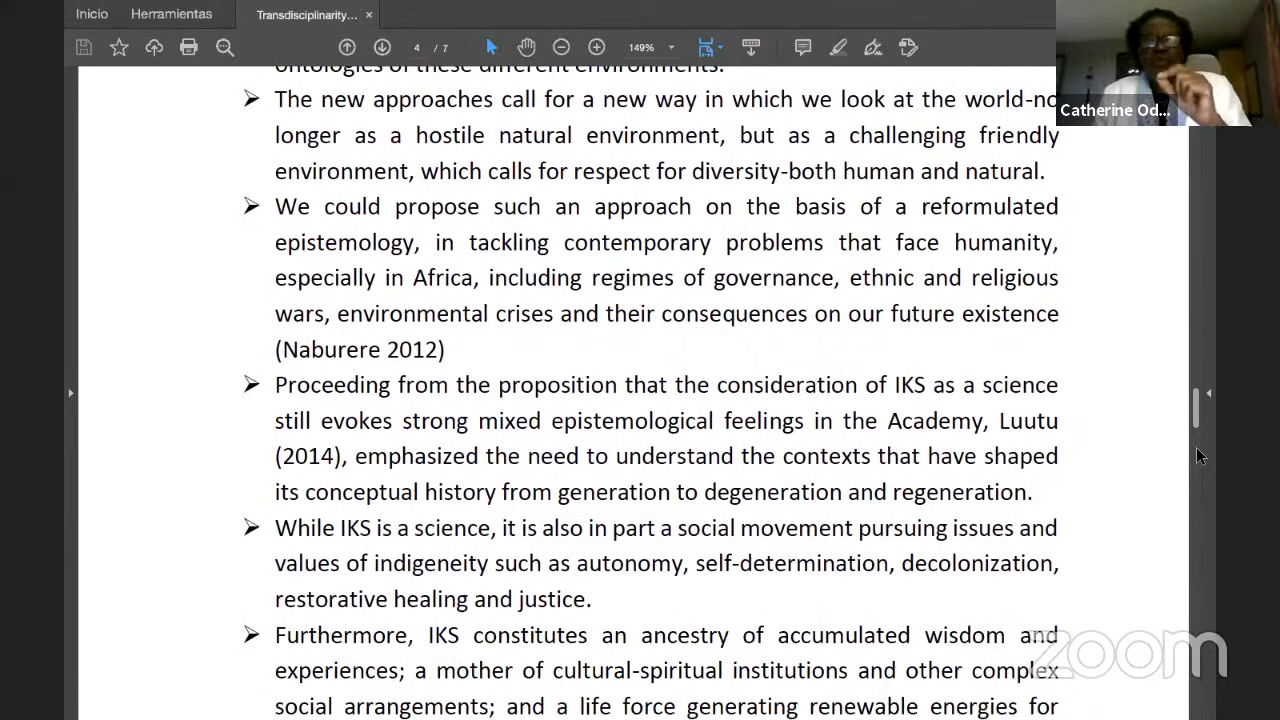 Inicio Herramientas Transdisciplinarity... ×
4 / 7 149%
ontologies of these different environments.
➢ The new approaches call for a new way in which we look at the world-no
longer as a hostile natural environment, but as a challenging friendly
environment, which calls for respect for diversity-both human and natural.
➢ We could propose such an approach on the basis of a reformulated
epistemology, in tackling contemporary problems that face humanity,
especially in Africa, including regimes of governance, ethnic and religious
wars, environmental crises and their consequences on our future existence
(Naburere 2012)
➢ Proceeding from the proposition that the consideration of IKS as a science
still evokes strong mixed epistemological feelings in the Academy, Luutu
(2014), emphasized the need to understand the contexts that have shaped
its conceptual history from generation to degeneration and regeneration.
➢ While IKS is a science, it is also in part a social movement pursuing issues and
values of indigeneity such as autonomy, self-determination, decolonization,
restorative healing and justice.
➢ Furthermore, IKS constitutes an ancestry of accumulated wisdom and
experiences; a mother of cultural-spiritual institutions and other complex
social arrangements; and a life force generating renewable energies for
Catherine Od...
zoom